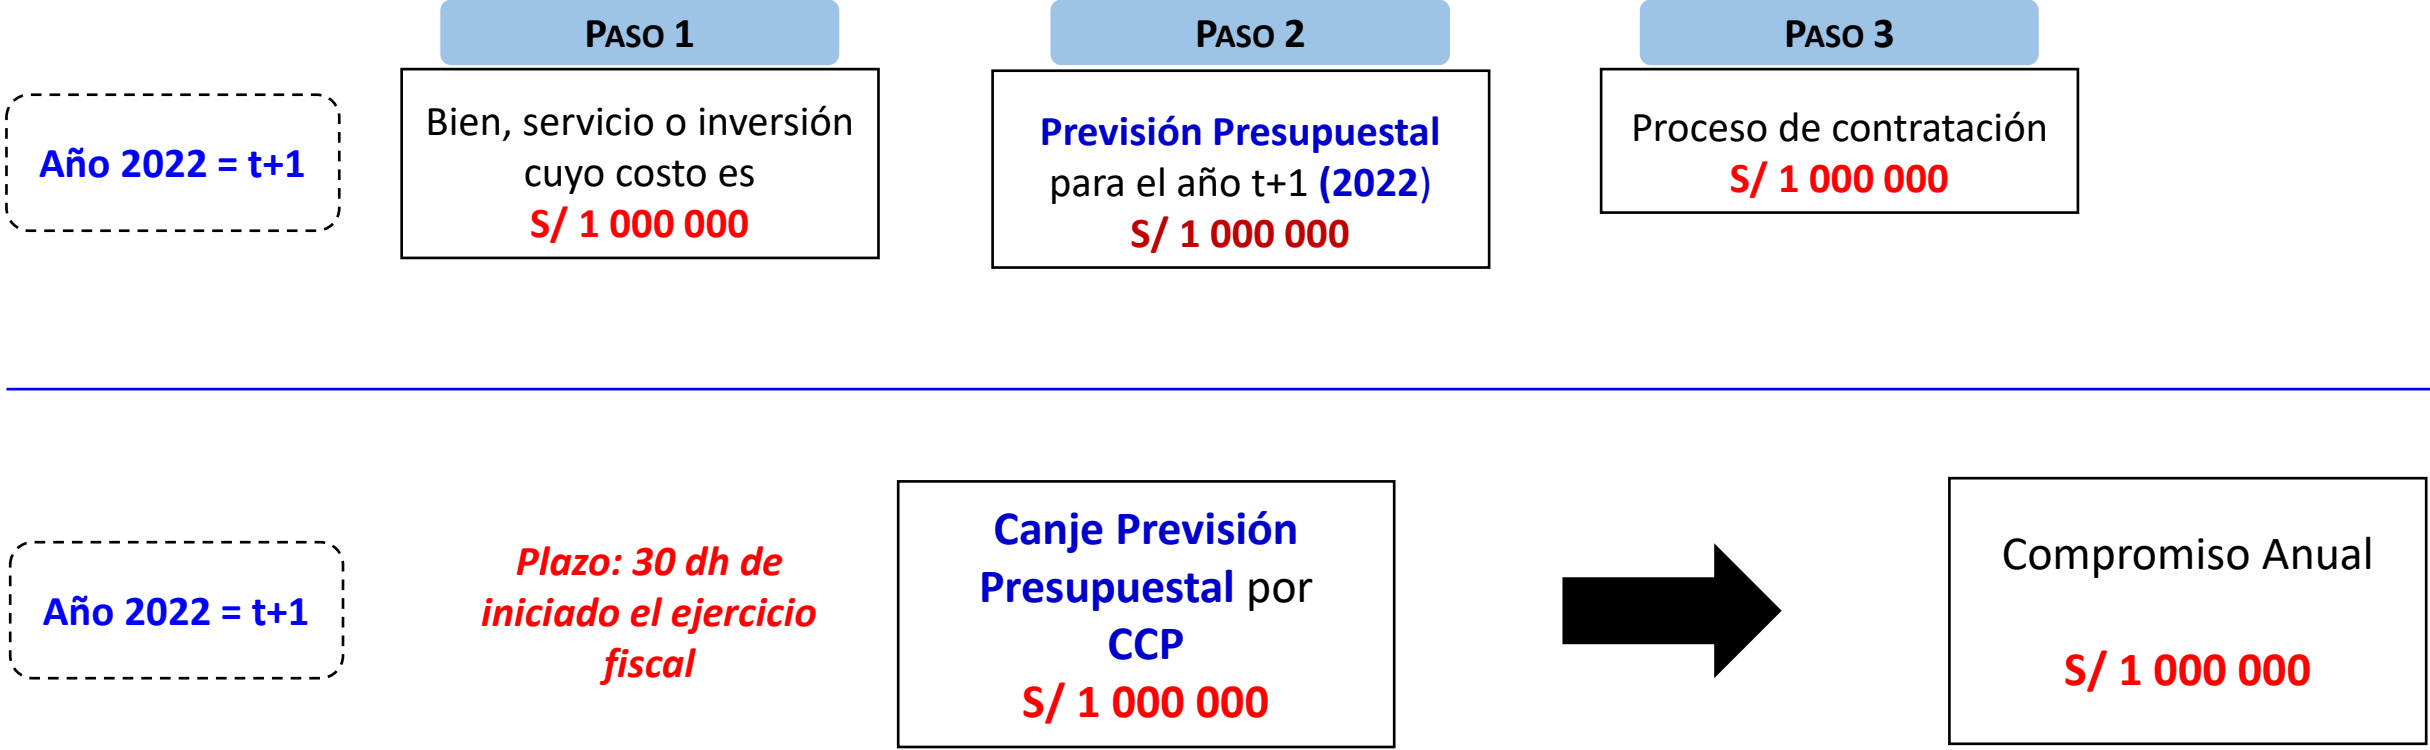 PASO 1
PASO 2
PASO 3
Año 2022 = t+1
Bien, servicio o inversión
cuyo costo es
S/ 1 000 000
Previsión Presupuestal
para el año t+1 (2022)
S/ 1 000 000
Proceso de contratación
S/ 1 000 000
Año 2022 = t+1
Plazo: 30 dh de
iniciado el ejercicio
fiscal
Canje Previsión
Presupuestal por
CCP
S/ 1 000 000
Compromiso Anual
S/ 1 000 000